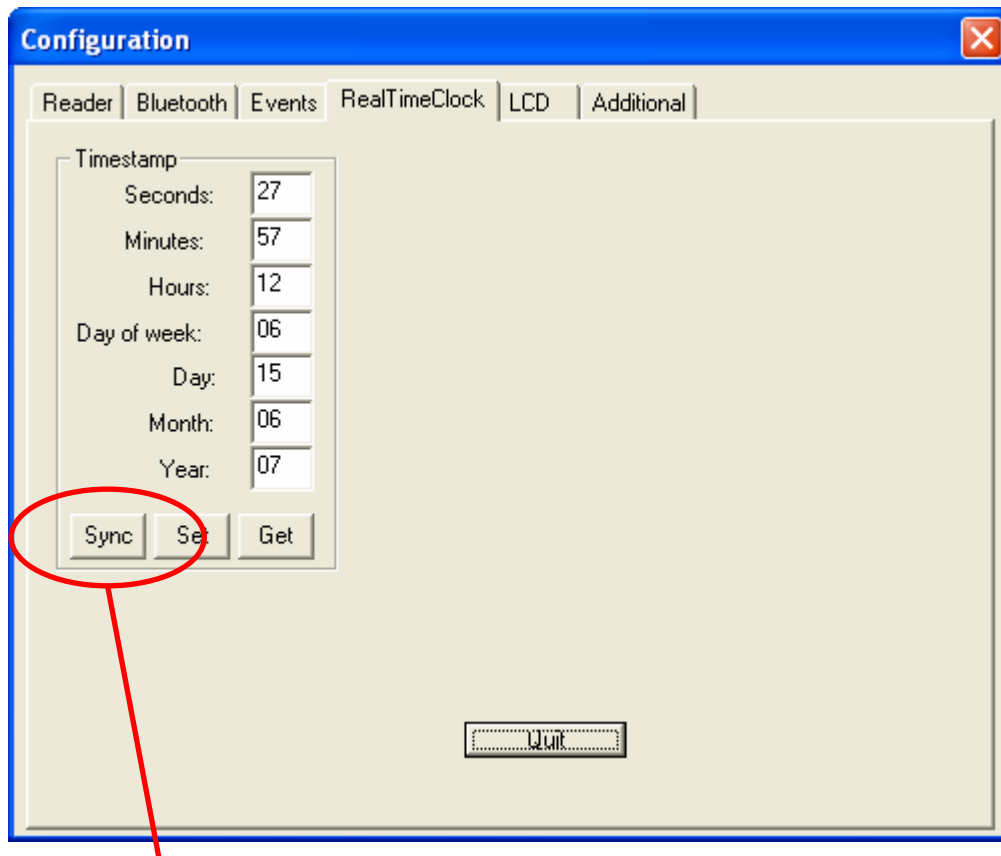 Configuration
Reader Bluetooth Events RealTimeClock LCD Additional
Timestamp
Seconds: 27
Minutes: 57
Hours: 12
Day of week: 06
Day: 15
Month: 06
Year: 07
Sync Set Get
Quit